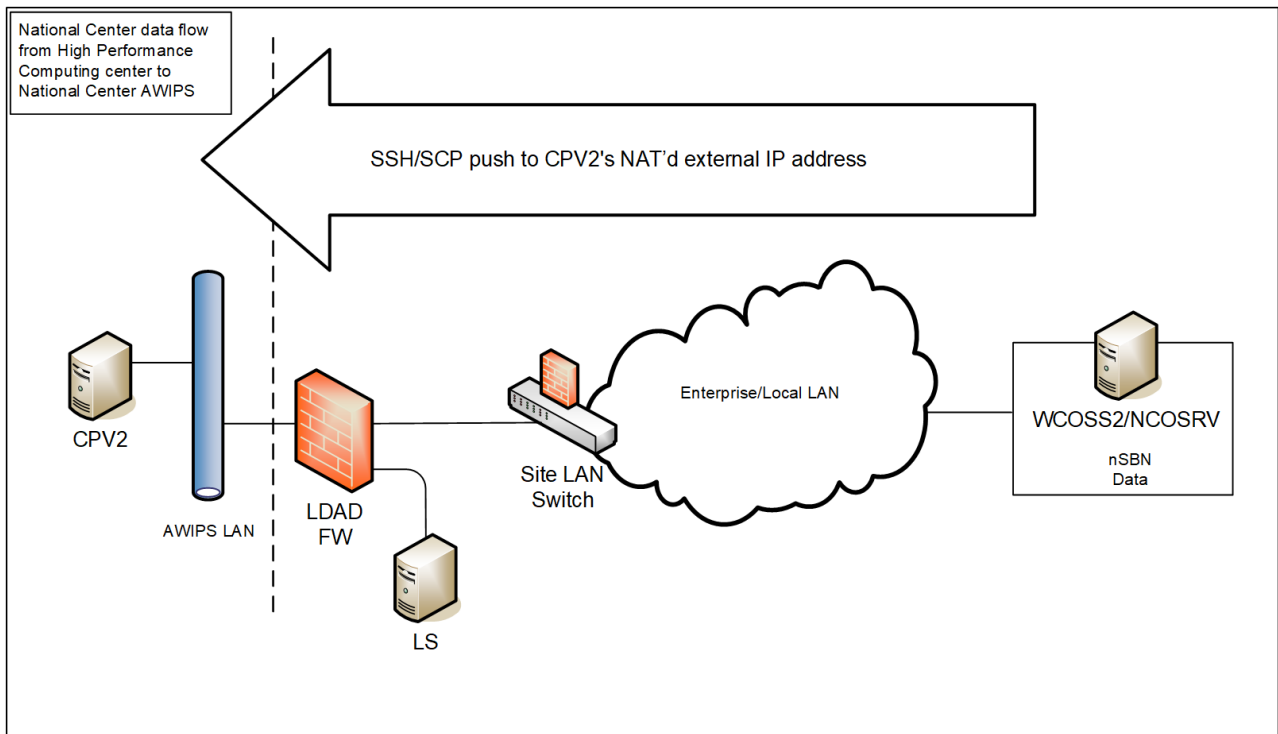 National Center data flow
from High Performance
Computing center to
National Center AWIPS
SSH/SCP push to CPV2's NAT’d external IP address
Enterprise/Local LAN
WCOSS2/NCOSRV
nSBN
Data
CPV2
Site LAN
Switch
AWIPS LAN
LDAD
FW
LS